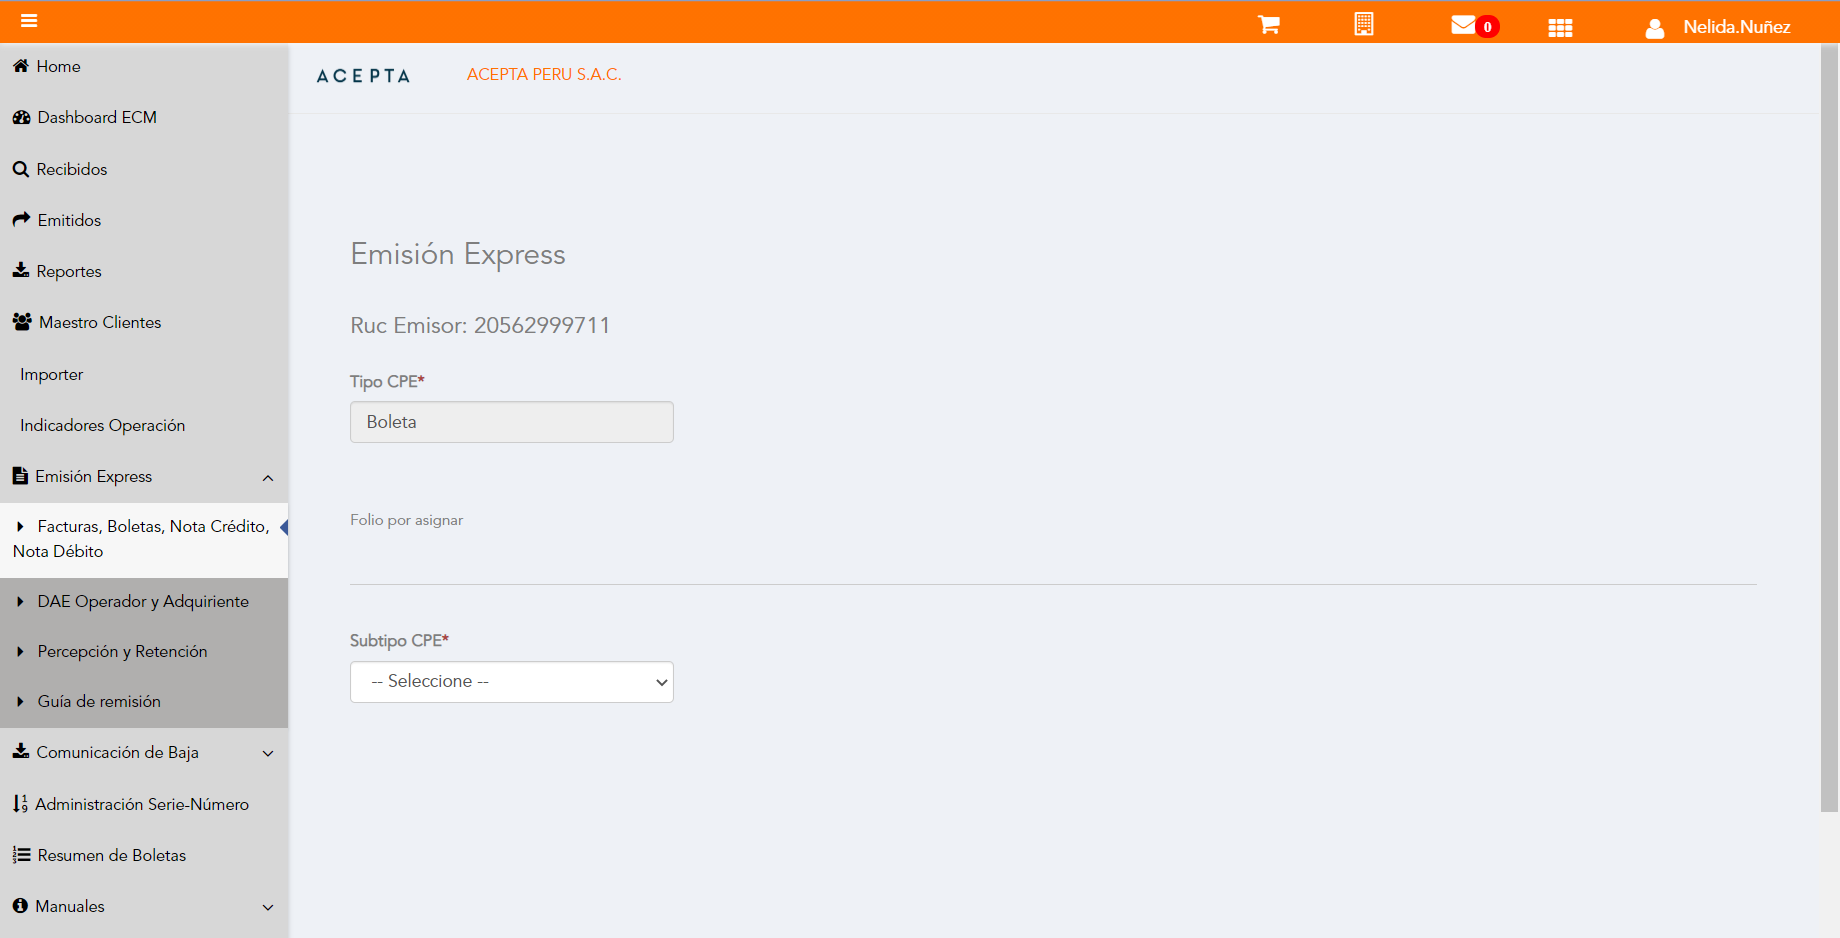 0
Nelida.Nuñez
Home
Dashboard ECM
Recibidos
Emitidos
Reportes
Maestro Clientes
Importer
Indicadores Operación
Emisión Express
Facturas, Boletas, Nota Crédito,
Nota Débito
DAE Operador y Adquiriente
Percepción y Retención
Guía de remisión
Comunicación de Baja
Administración Serie-Número
Resumen de Boletas
Manuales
ACEPTA
ACEPTA PERU S.A.C.
Emisión Express
Ruc Emisor: 20562999711
Tipo CPE*
Boleta
Folio por asignar
Subtipo CPE*
-- Seleccione --